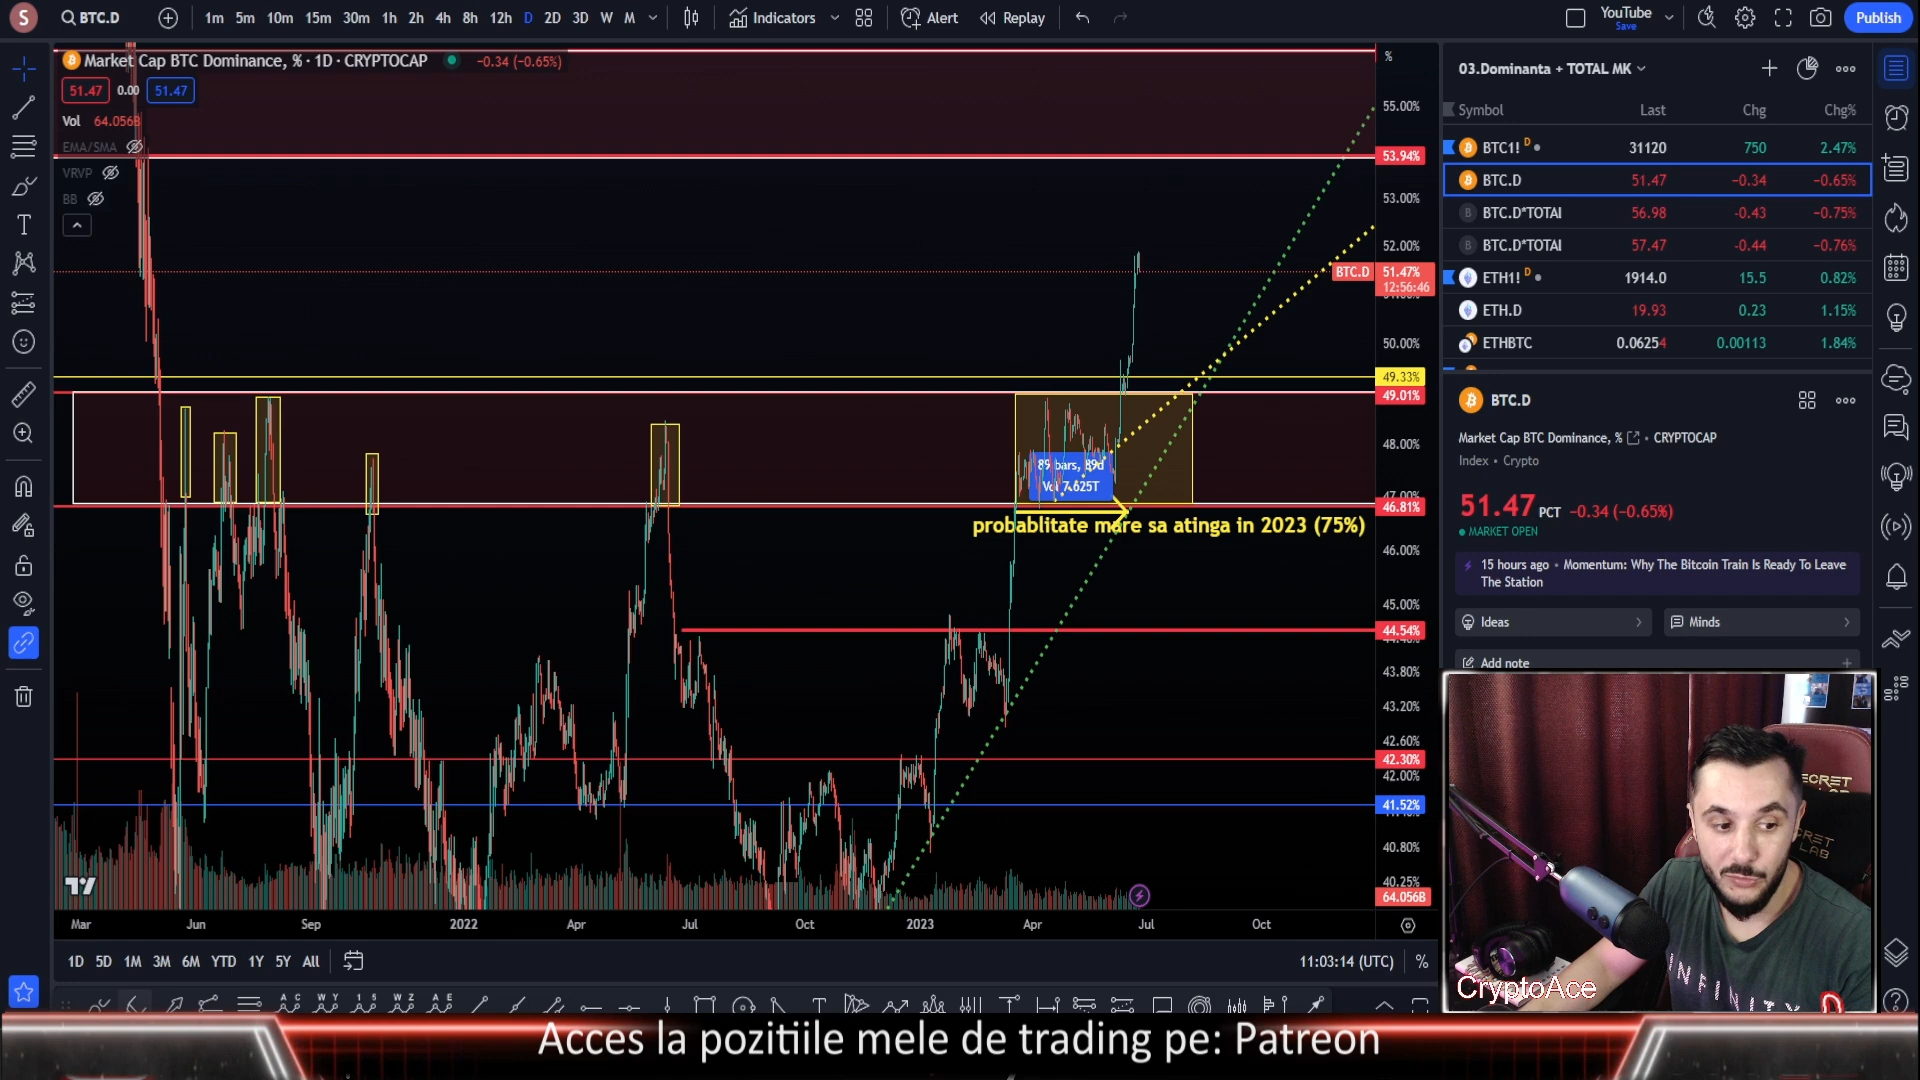 S BTC.D 1m 5m 10m 15m 30m 1h 2h 4h 8h 12h D 2D 3D W M Indicators Alert Replay YouTube Save Publish
Market Cap BTC Dominance, % · 1D · CRYPTOCAP −0.34 (−0.65%)
51.47 0.00 51.47
Vol 64.056B
EMA/SMA
VRVP
BB
%
55.00%
53.94%
53.00%
52.00%
BTC.D 51.47%
12:56:46
50.00%
49.33%
49.01%
48.00%
46.81%
46.00%
45.00%
44.54%
43.80%
43.20%
42.60%
42.30%
42.00%
41.52%
40.80%
40.25%
64.056B
89 bars, 89d
Vol 7.625T
probablitate mare sa atinga in 2023 (75%)
Mar Jun Sep 2022 Apr Jul Oct 2023 Apr Jul Oct
1D 5D 1M 3M 6M YTD 1Y 5Y All 11:03:14 (UTC) %
03.Dominanta + TOTAL MK
Symbol Last Chg Chg%
BTC1! D 31120 750 2.47%
BTC.D 51.47 −0.34 −0.65%
B BTC.D*TOTAl 56.98 −0.43 −0.75%
B BTC.D*TOTAl 57.47 −0.44 −0.76%
ETH1! D 1914.0 15.5 0.82%
ETH.D 19.93 0.23 1.15%
ETHBTC 0.06254 0.00113 1.84%
BTC.D
Market Cap BTC Dominance, % • CRYPTOCAP
Index • Crypto
51.47 PCT −0.34 (−0.65%)
MARKET OPEN
15 hours ago • Momentum: Why The Bitcoin Train Is Ready To Leave
The Station
Ideas Minds
Add note
CryptoAce
INFINITY
Acces la pozitiile mele de trading pe: Patreon